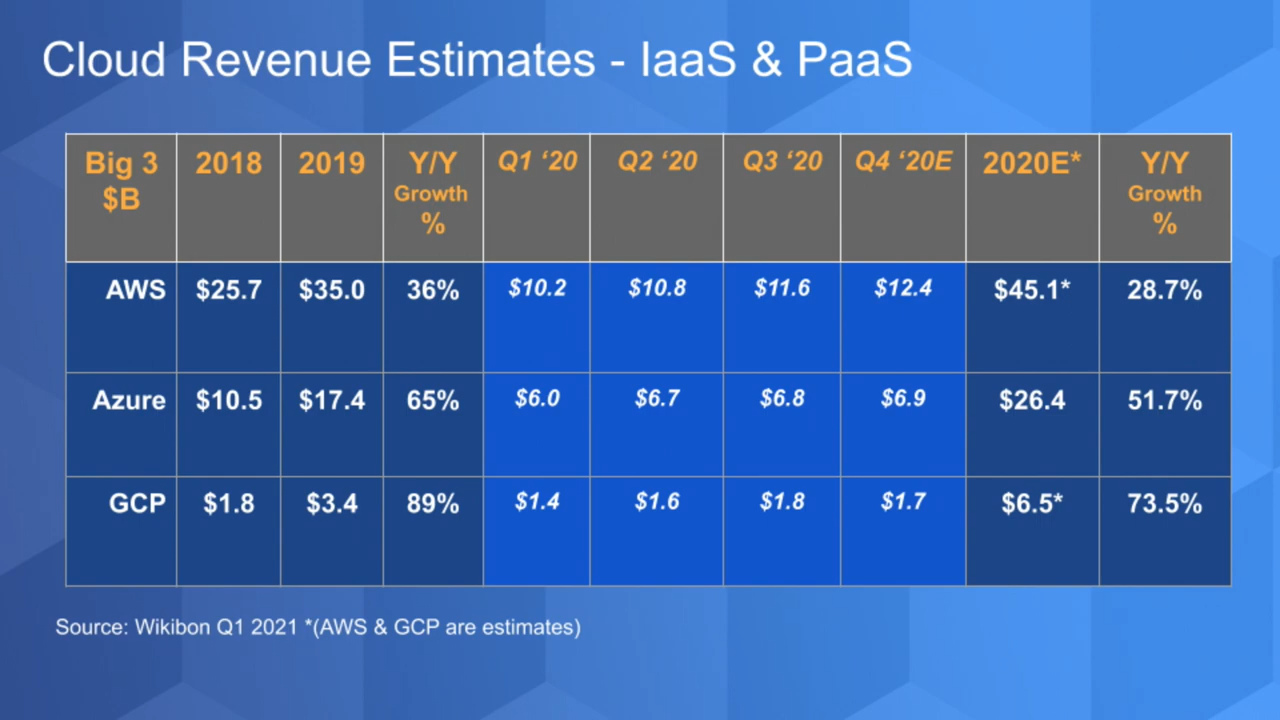 Cloud Revenue Estimates - IaaS & PaaS
Big 3 $B 2018 2019 Y/Y Growth % Q1 ‘20 Q2 ‘20 Q3 ‘20 Q4 ‘20E 2020E* Y/Y Growth %
AWS $25.7 $35.0 36% $10.2 $10.8 $11.6 $12.4 $45.1* 28.7%
Azure $10.5 $17.4 65% $6.0 $6.7 $6.8 $6.9 $26.4 51.7%
GCP $1.8 $3.4 89% $1.4 $1.6 $1.8 $1.7 $6.5* 73.5%
Source: Wikibon Q1 2021 *(AWS & GCP are estimates)